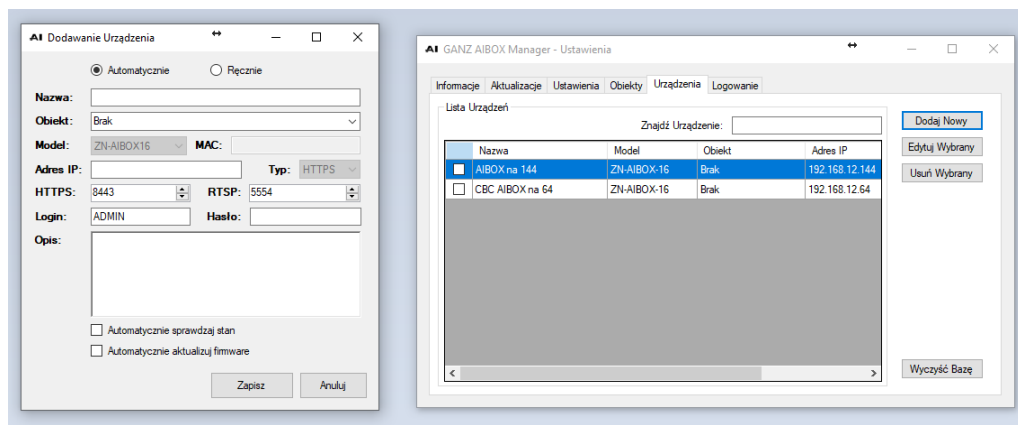 AI Dodawanie Urządzenia
Automatycznie Ręcznie
Nazwa:
Obiekt: Brak
Model: ZN-AIBOX16 MAC:
Adres IP: Typ: HTTPS
HTTPS: 8443 RTSP: 5554
Login: ADMIN Hasło:
Opis:
Automatycznie sprawdzaj stan
Automatycznie aktualizuj firmware
Zapisz Anuluj
AI GANZ AIBOX Manager - Ustawienia
Informacje Aktualizacje Ustawienia Obiekty Urządzenia Logowanie
Lista Urządzeń
Znajdź Urządzenie:
Nazwa Model Obiekt Adres IP
AIBOX na 144 ZN-AIBOX-16 Brak 192.168.12.144
CBC AIBOX na 64 ZN-AIBOX-16 Brak 192.168.12.64
Dodaj Nowy
Edytuj Wybrany
Usuń Wybrany
Wyczyść Bazę